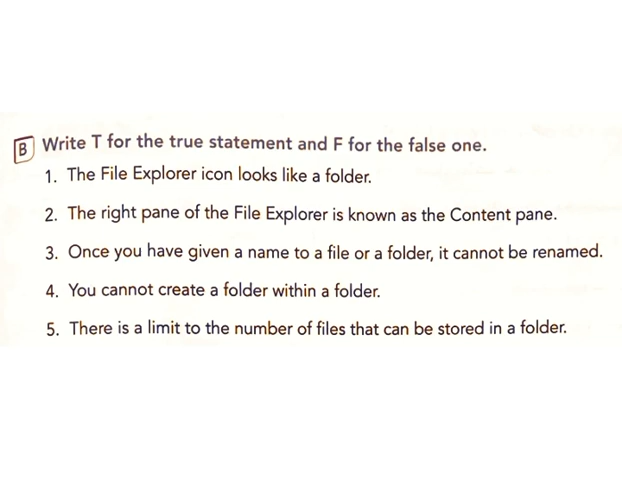 B Write T for the true statement and F for the false one.
1. The File Explorer icon looks like a folder.
2. The right pane of the File Explorer is known as the Content pane.
3. Once you have given a name to a file or a folder, it cannot be renamed.
4. You cannot create a folder within a folder.
5. There is a limit to the number of files that can be stored in a folder.